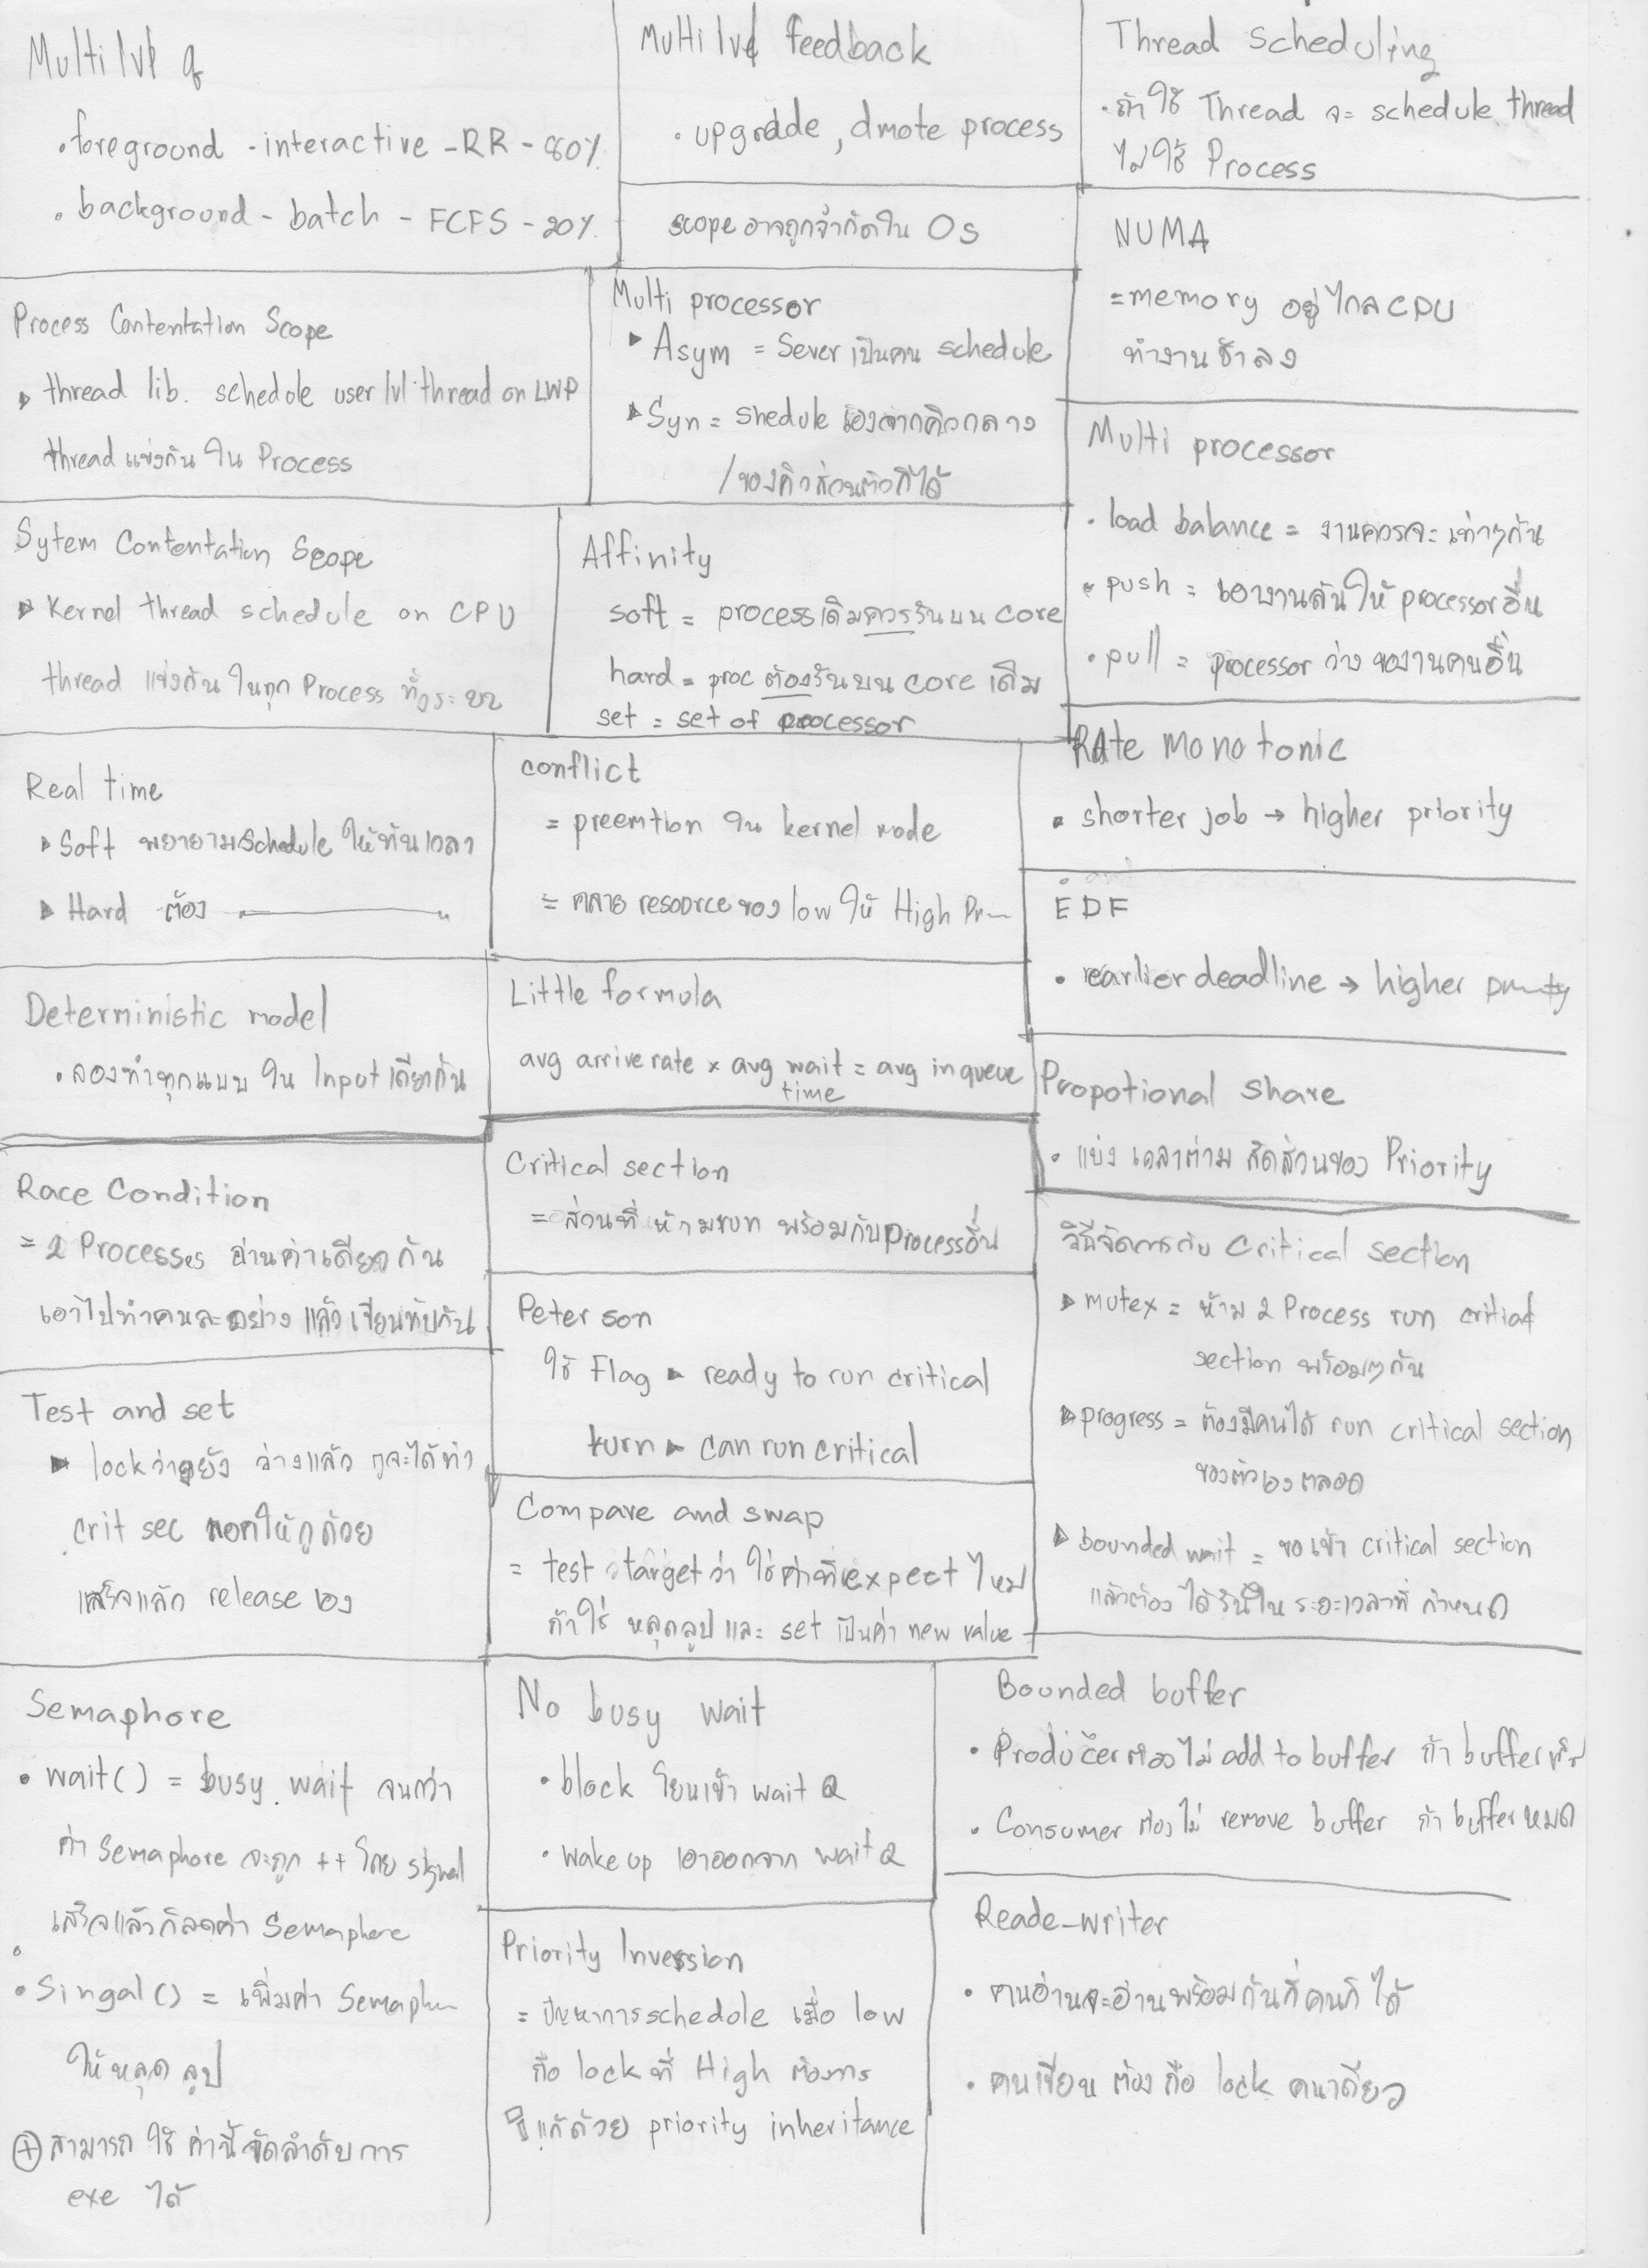 Multi lvl q
• foreground - interactive - RR - 80%
• background - batch - FCFS - 20%
Multi lvl feedback
• upgrade, dmote process
scope อาจถูกจำกัดใน OS
Thread Scheduling
• ถ้าใช้ Thread จะ schedule thread
ไม่ใช้ Process
NUMA
= memory อยู่ไกล CPU
ทำงานช้าลง
Process Contentation Scope
▸ thread lib. schedule user lvl thread on LWP
thread แข่งกัน ใน Process
Multi processor
▸ Asym = Sever เป็นคน schedule
▸ Syn = shedule เองจากคิวกลาง
/ของคิวส่วนตัวก็ได้
Multi processor
• load balance = งานควรจะ เท่าๆกัน
• push = เอางานล้นให้ processor อื่น
• pull = processor ว่าง ของานคนอื่น
Sytem Contentation Scope
▸ Kernel thread schedule on CPU
thread แข่งกัน ในทุก Process ทั้งระบบ
Affinity
soft = process เดิมควรรันบน core
hard = proc ต้องรันบน core เดิม
set = set of processor
Rate Monotonic
• shorter job → higher priority
Real time
▸ Soft พยายาม schedule ให้ทันเวลา
▸ Hard ต้อง ———— "
conflict
= preemtion ใน kernel mode
= คลาย resource ของ low ให้ High Pr
EDF
• earlier deadline → higher priority
Deterministic model
• ลองทำทุกแบบ ใน Input เดียวกัน
Little formula
avg arrive rate × avg wait = avg in queue
time
Propotional share
• แบ่ง เวลาตาม สัดส่วนของ Priority
Race Condition
= 2 Processes อ่านค่าเดียวกัน
เอาไปทำคนละอย่าง แล้วเขียนทับกัน
Critical section
= ส่วนที่ ห้ามrun พร้อมกับprocessอื่น
วิธีจัดการกับ Critical section
▸ mutex = ห้าม 2 Process run critial
section พร้อมๆกัน
▸ progress = ต้องมีคนได้ run critical section
ของตัวเองตลอด
▸ bounded wait = ขอเข้า critical section
แล้วต้อง ได้รันใน ระยะเวลาที่ กำหนด
Peter son
ใช้ Flag ▸ ready to run critical
turn ▸ can run critical
Test and set
▸ lock ว่ายัง ว่างแล้ว กูจะได้ทำ
crit sec บอกให้กูด้วย
เสร็จแล้ว release เอง
Compare and swap
= test target ว่า ใช่ค่าที่ expect ไหม
ถ้าใช่ หลุดลูป และ set เป็นค่า new value
Semaphore
• wait() = busy wait จนกว่า
ค่า Semaphore จะถูก ++ โดย signal
เสร็จแล้วก็ลดค่า Semaphore
• Singal() = เพิ่มค่า Semaphore
ให้หลุด ลูป
⊕ สามารถ ใช้ ค่านี้จัดลำดับการ
exe ได้
No busy wait
• block โยนเข้า wait Q
• wake up เอาออกจาก wait Q
Priority Inversion
= ปัญหาการ schedule เมื่อ low
ถือ lock ที่ High ต้องการ
แก้ด้วย priority inheritance
Bounded buffer
• Producer ต้องไม่ add to buffer ถ้า buffer
• Consumer ต้องไม่ remove buffer ถ้า buffer หมด
Reade-writer
• คนอ่านจะอ่านพร้อมกันกี่คนก็ได้
• คนเขียน ต้อง ถือ lock คนเดียว